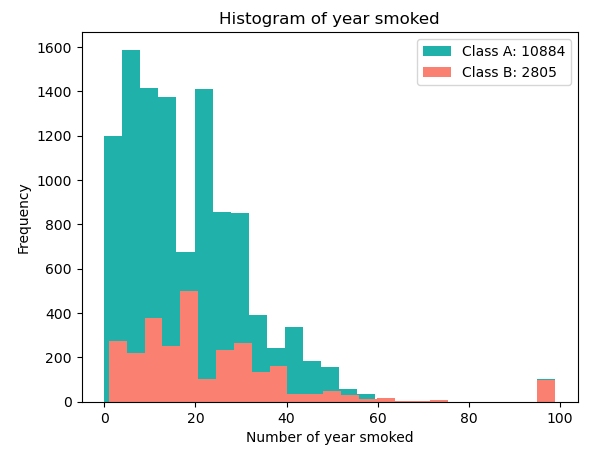 Histogram of year smoked
Class A: 10884
Class B: 2805
Frequency
1600
1400
1200
1000
800
600
400
200
0
0 20 40 60 80 100
Number of year smoked